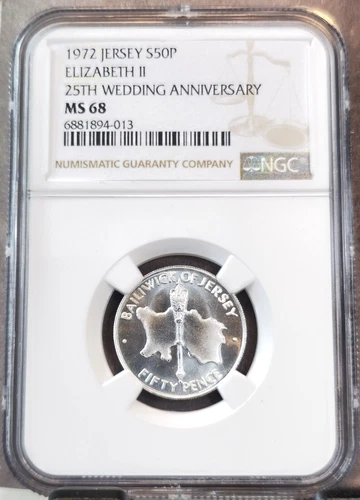 1972 JERSEY S50P
ELIZABETH II
25TH WEDDING ANNIVERSARY
MS 68
6881894-013
NUMISMATIC GUARANTY COMPANY
NGC
BAILIWICK OF JERSEY
FIFTY PENCE